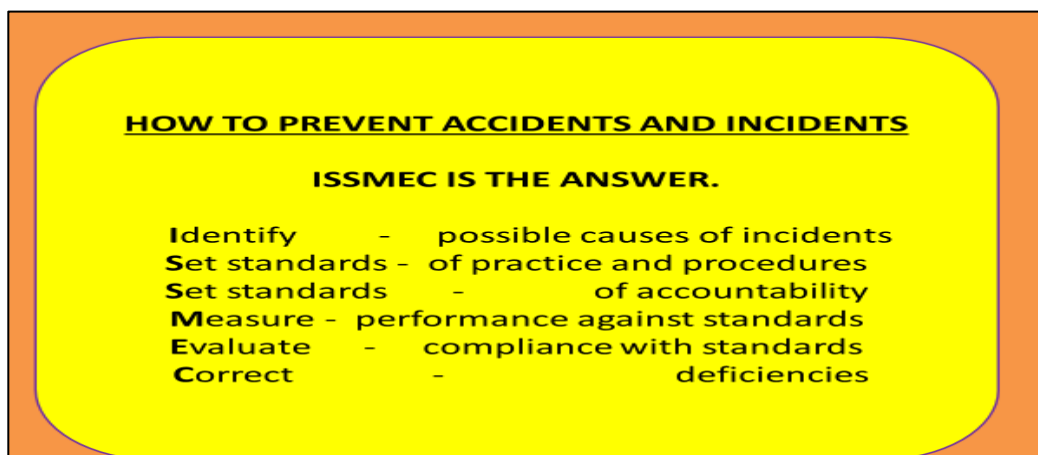 HOW TO PREVENT ACCIDENTS AND INCIDENTS
ISSMEC IS THE ANSWER.
Identify - possible causes of incidents
Set standards - of practice and procedures
Set standards - of accountability
Measure - performance against standards
Evaluate - compliance with standards
Correct - deficiencies